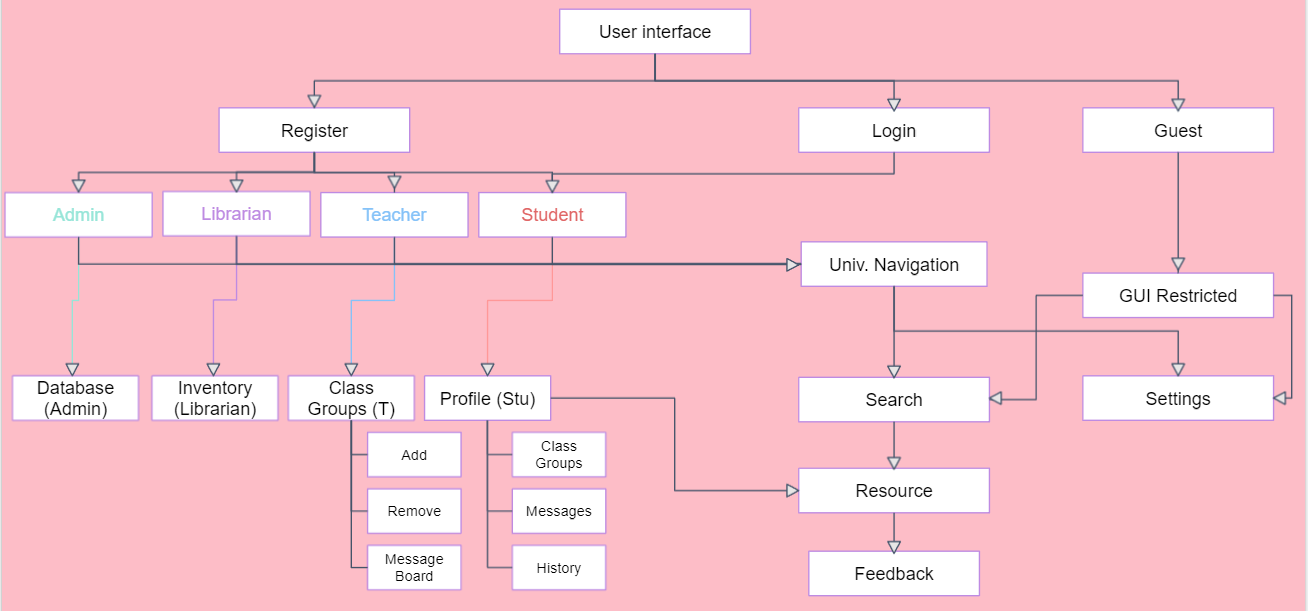 User interface
Register
Login
Guest
Admin
Librarian
Teacher
Student
Univ. Navigation
GUI Restricted
Database
(Admin)
Inventory
(Librarian)
Class
Groups (T)
Profile (Stu)
Search
Settings
Add
Class
Groups
Resource
Remove
Messages
Message
Board
History
Feedback